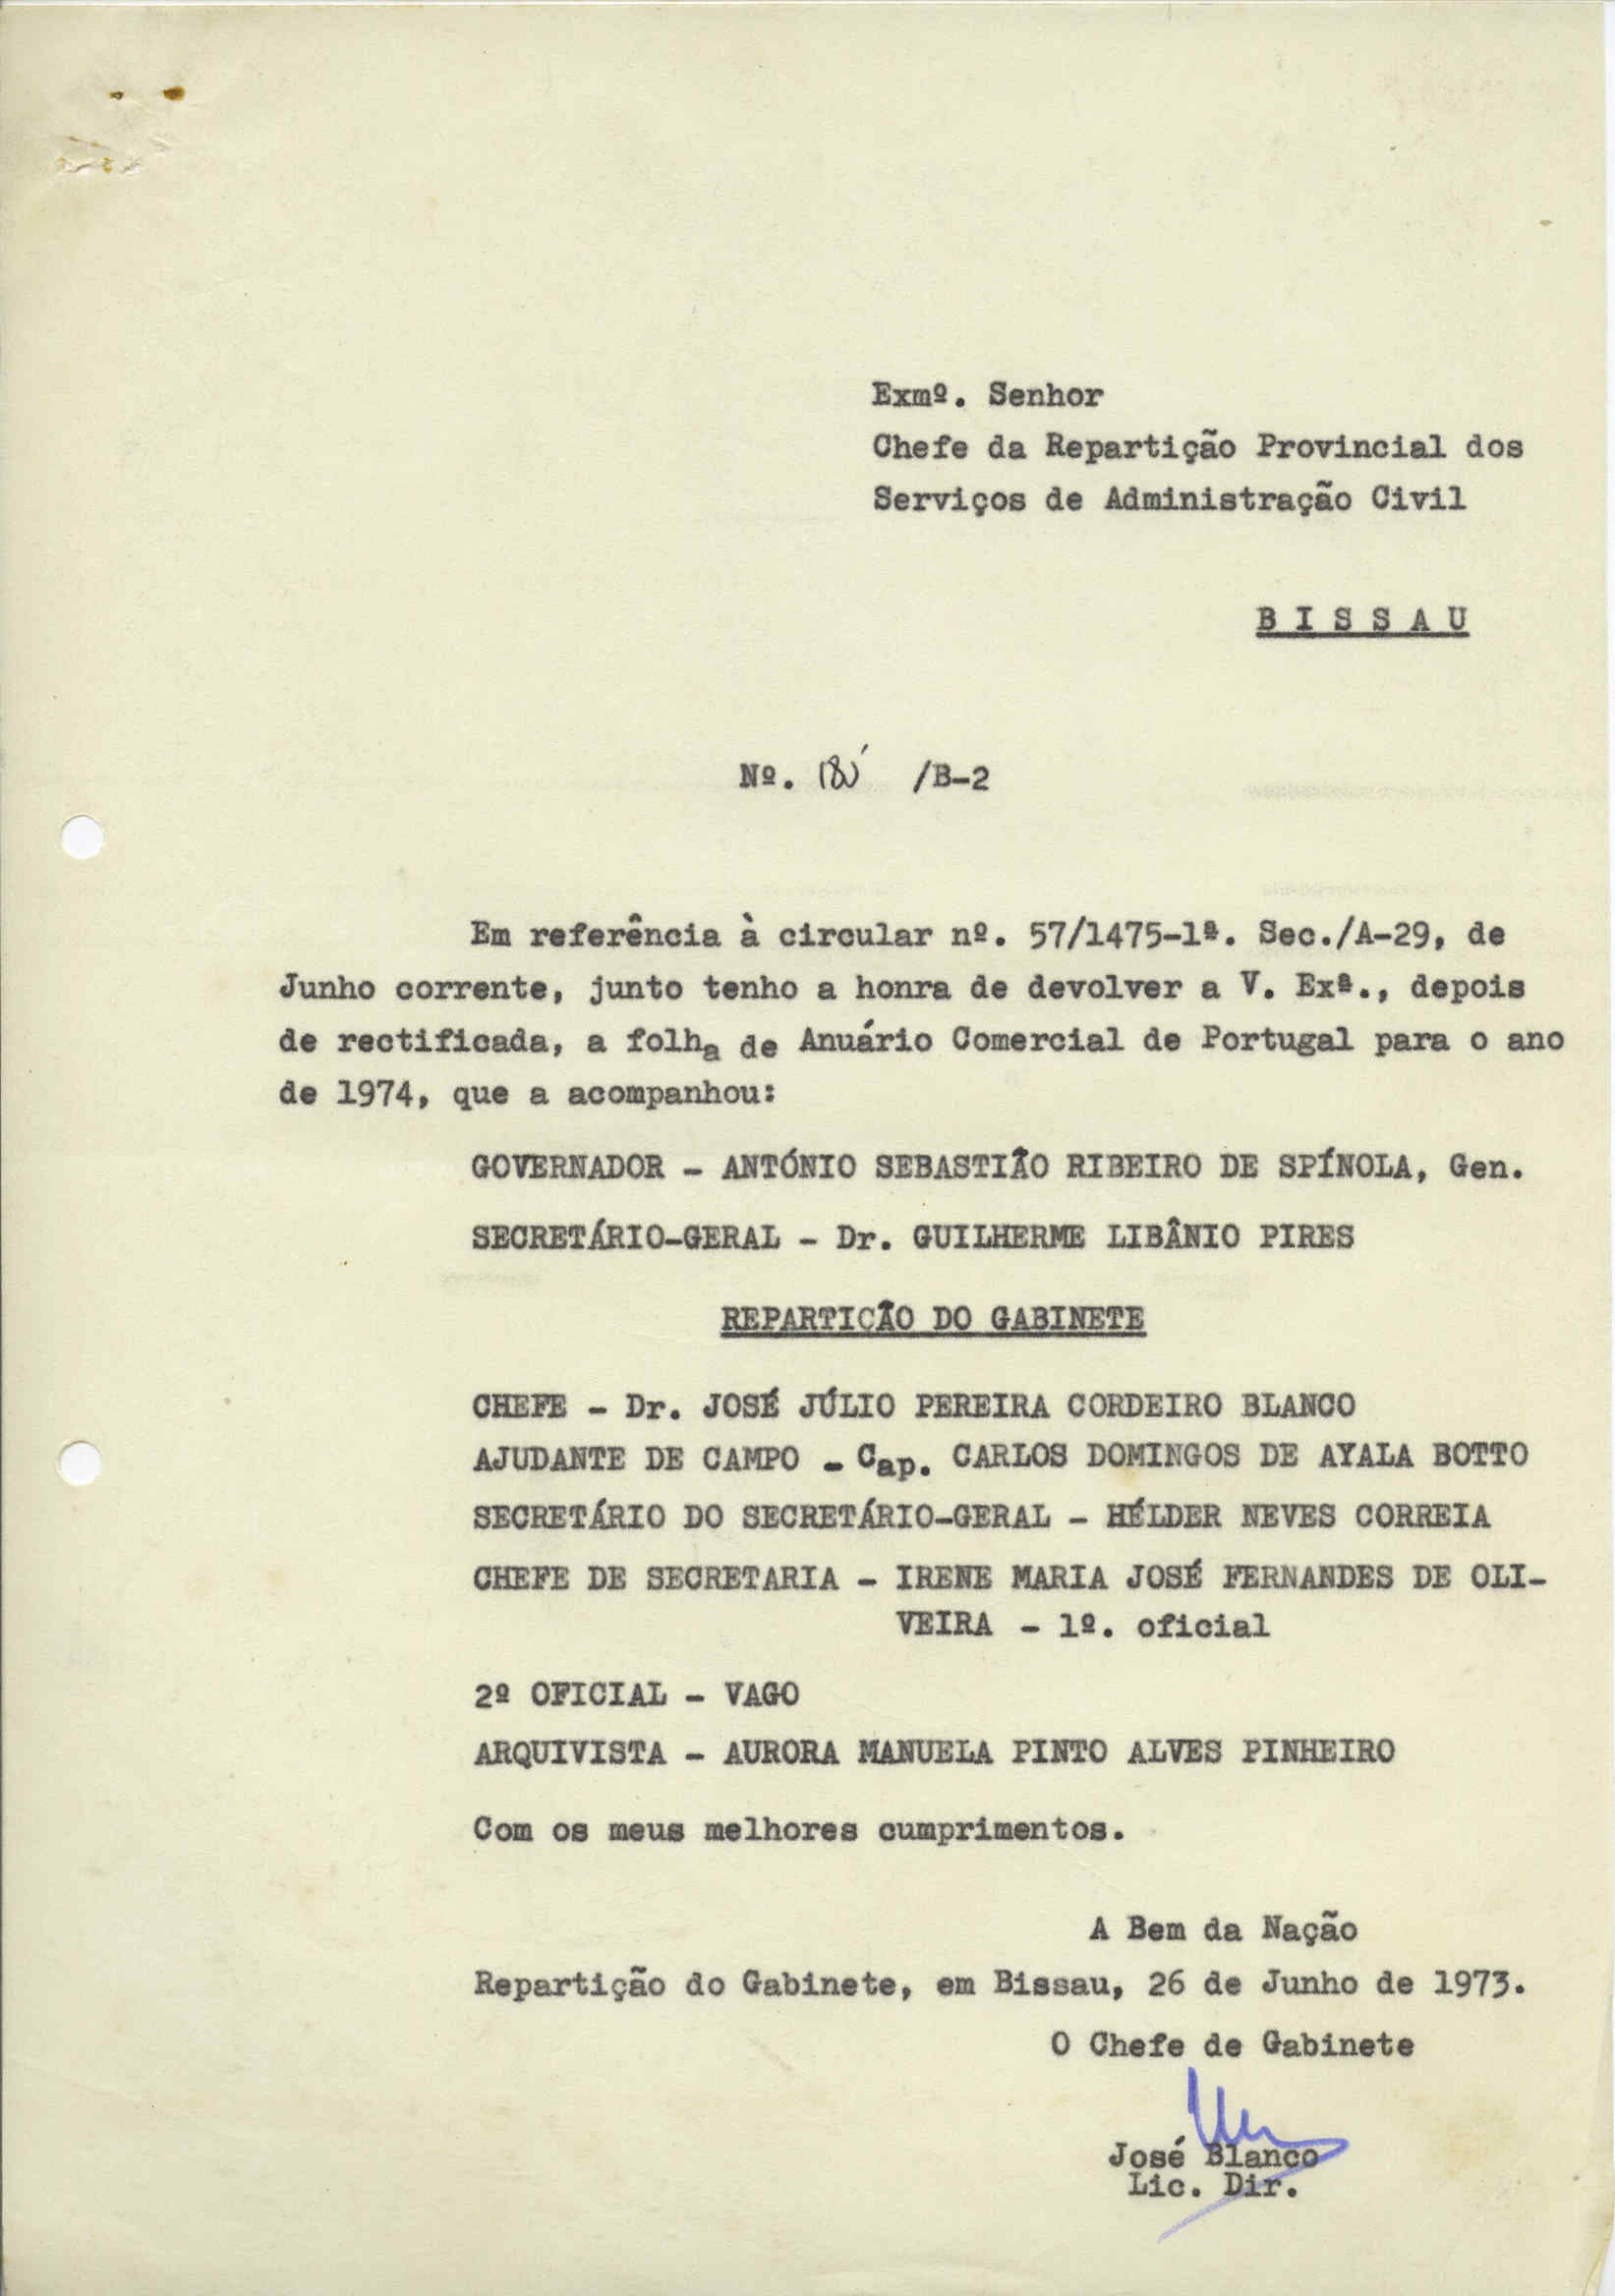 Exmº. Senhor
Chefe da Repartição Provincial dos
Serviços de Administração Civil
B I S S A U
Nº. /B-2
Em referência à circular nº. 57/1475-1ª. Sec./A-29, de
Junho corrente, junto tenho a honra de devolver a V. Exª., depois
de rectificada, a folha de Anuário Comercial de Portugal para o ano
de 1974, que a acompanhou:
GOVERNADOR - ANTÓNIO SEBASTIÃO RIBEIRO DE SPÍNOLA, Gen.
SECRETÁRIO-GERAL - Dr. GUILHERME LIBÂNIO PIRES
REPARTIÇÃO DO GABINETE
CHEFE - Dr. JOSÉ JÚLIO PEREIRA CORDEIRO BLANCO
AJUDANTE DE CAMPO - Cap. CARLOS DOMINGOS DE AYALA BOTTO
SECRETÁRIO DO SECRETÁRIO-GERAL - HÉLDER NEVES CORREIA
CHEFE DE SECRETARIA - IRENE MARIA JOSÉ FERNANDES DE OLI-
VEIRA - 1º. oficial
2º OFICIAL - VAGO
ARQUIVISTA - AURORA MANUELA PINTO ALVES PINHEIRO
Com os meus melhores cumprimentos.
A Bem da Nação
Repartição do Gabinete, em Bissau, 26 de Junho de 1973.
O Chefe de Gabinete
José Blanco
Lic. Dir.